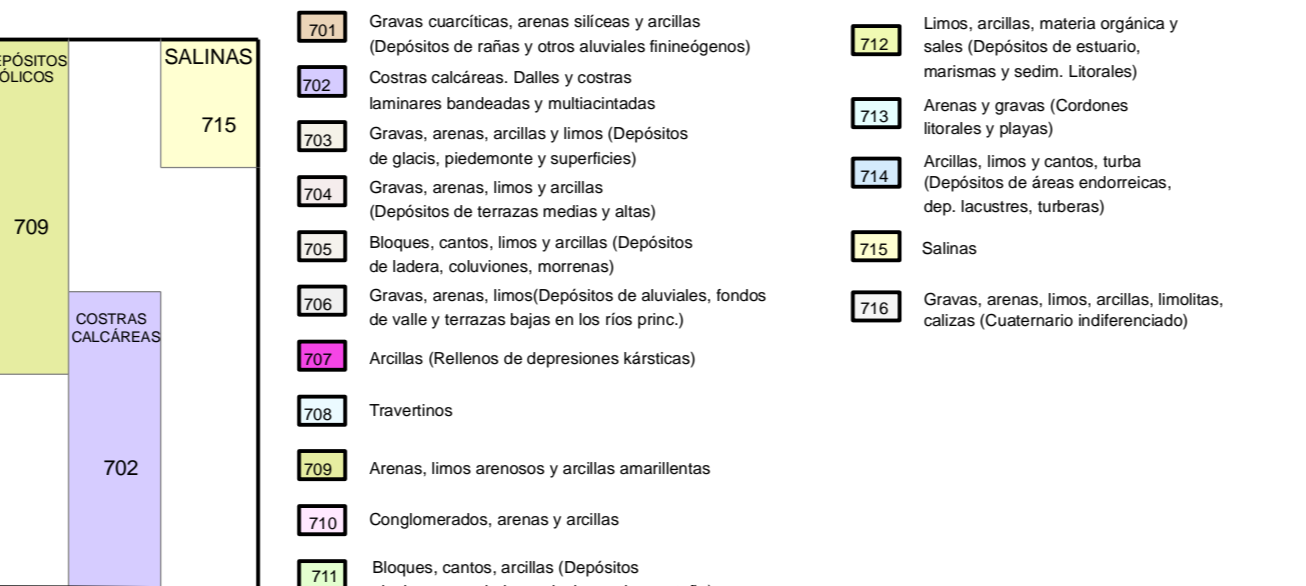 EPÓSITOS
ÓLICOS
709
COSTRAS
CALCÁREAS
702
SALINAS
715
701 Gravas cuarcíticas, arenas silíceas y arcillas
(Depósitos de rañas y otros aluviales finineógenos)
702 Costras calcáreas. Dalles y costras
laminares bandeadas y multiacintadas
703 Gravas, arenas, arcillas y limos (Depósitos
de glacis, piedemonte y superficies)
704 Gravas, arenas, limos y arcillas
(Depósitos de terrazas medias y altas)
705 Bloques, cantos, limos y arcillas (Depósitos
de ladera, coluviones, morrenas)
706 Gravas, arenas, limos(Depósitos de aluviales, fondos
de valle y terrazas bajas en los ríos princ.)
707 Arcillas (Rellenos de depresiones kársticas)
708 Travertinos
709 Arenas, limos arenosos y arcillas amarillentas
710 Conglomerados, arenas y arcillas
711 Bloques, cantos, arcillas (Depósitos
712 Limos, arcillas, materia orgánica y
sales (Depósitos de estuario,
marismas y sedim. Litorales)
713 Arenas y gravas (Cordones
litorales y playas)
714 Arcillas, limos y cantos, turba
(Depósitos de áreas endorreicas,
dep. lacustres, turberas)
715 Salinas
716 Gravas, arenas, limos, arcillas, limolitas,
calizas (Cuaternario indiferenciado)